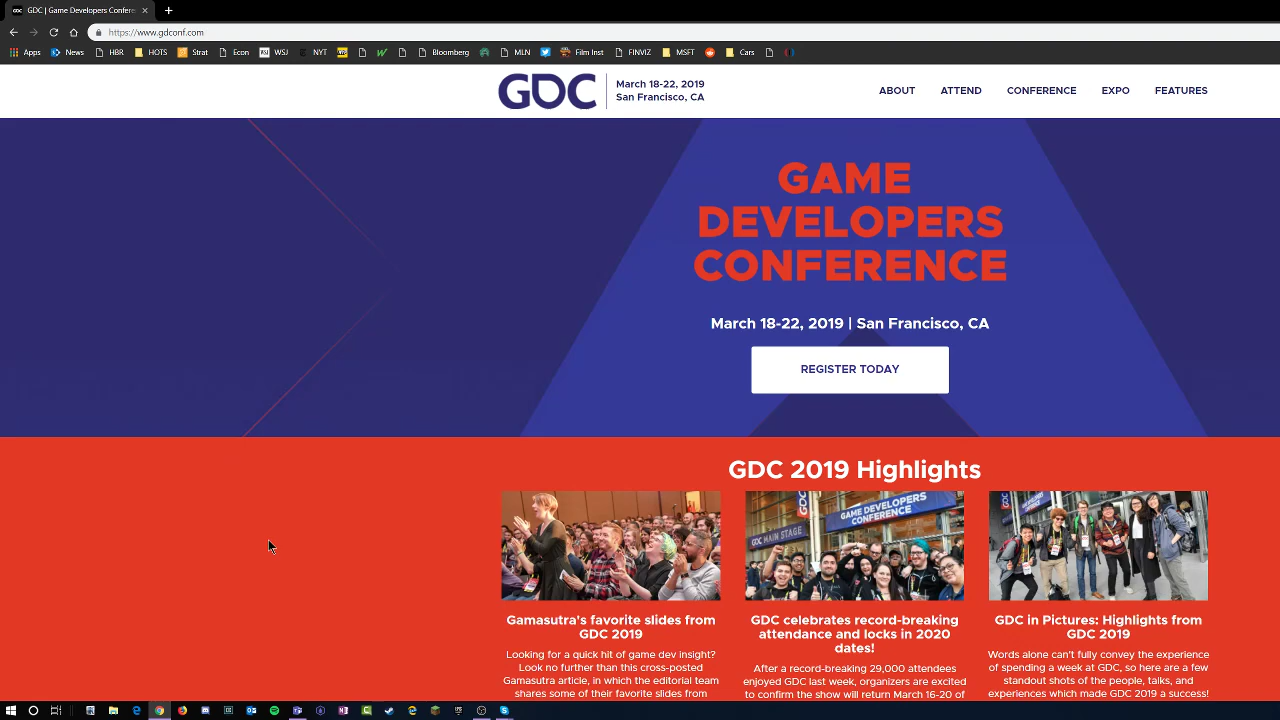 GDC | Game Developers Confere
https://www.gdconf.com
Apps News HBR HOTS Strat Econ WSJ NYT Bloomberg MLN Film Inst FINVIZ MSFT Cars
GDC
March 18-22, 2019
San Francisco, CA
ABOUT ATTEND CONFERENCE EXPO FEATURES
GAME
DEVELOPERS
CONFERENCE
March 18-22, 2019 | San Francisco, CA
REGISTER TODAY
GDC 2019 Highlights
GDC MAIN STAGE
GAME DEVELOPERS
CONFERENCE
Gamasutra's favorite slides from
GDC 2019
Looking for a quick hit of game dev insight?
Look no further than this cross-posted
Gamasutra article, in which the editorial team
shares some of their favorite slides from
GDC celebrates record-breaking
attendance and locks in 2020
dates!
After a record-breaking 29,000 attendees
enjoyed GDC last week, organizers are excited
to confirm the show will return March 16-20 of
GDC in Pictures: Highlights from
GDC 2019
Words alone can't fully convey the experience
of spending a week at GDC, so here are a few
standout shots of the people, talks, and
experiences which made GDC 2019 a success!